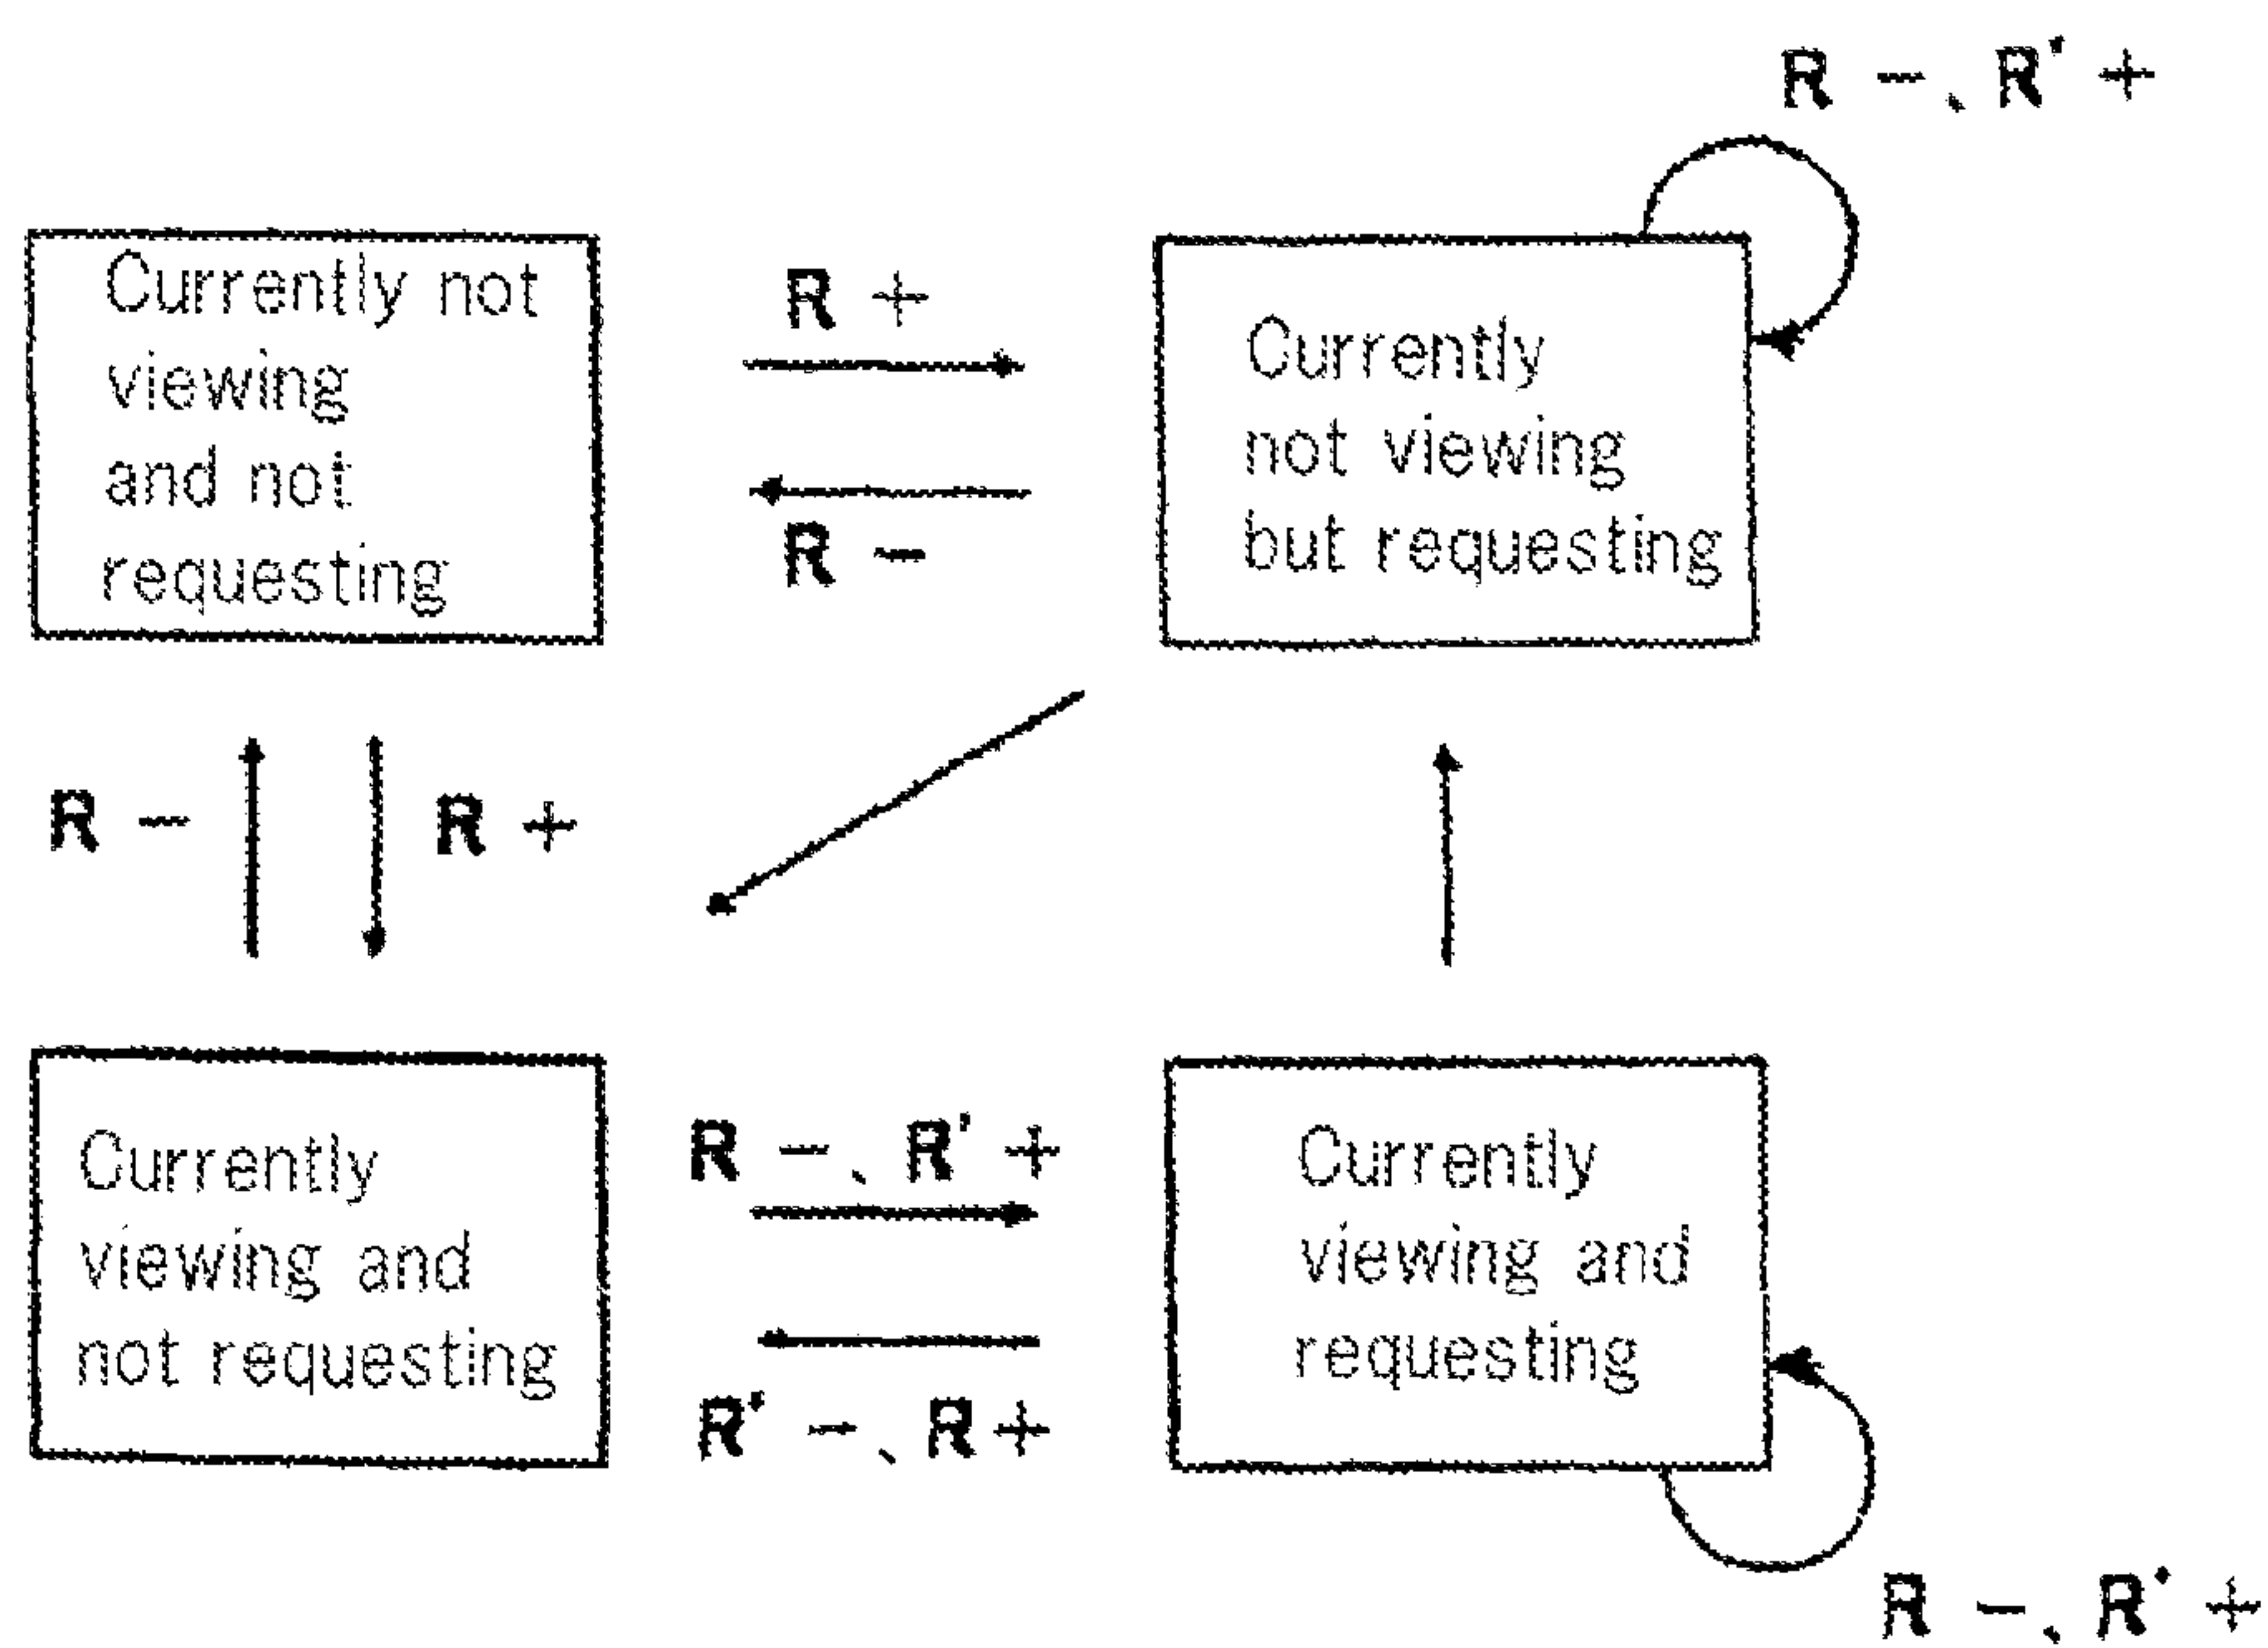 R −、R' +
Currently not
viewing
and not
requesting
R +
R −
Currently
not viewing
but requesting
R −
R +
Currently
viewing and
not requesting
R −、R' +
R' −、R +
Currently
viewing and
requesting
R −、R' +